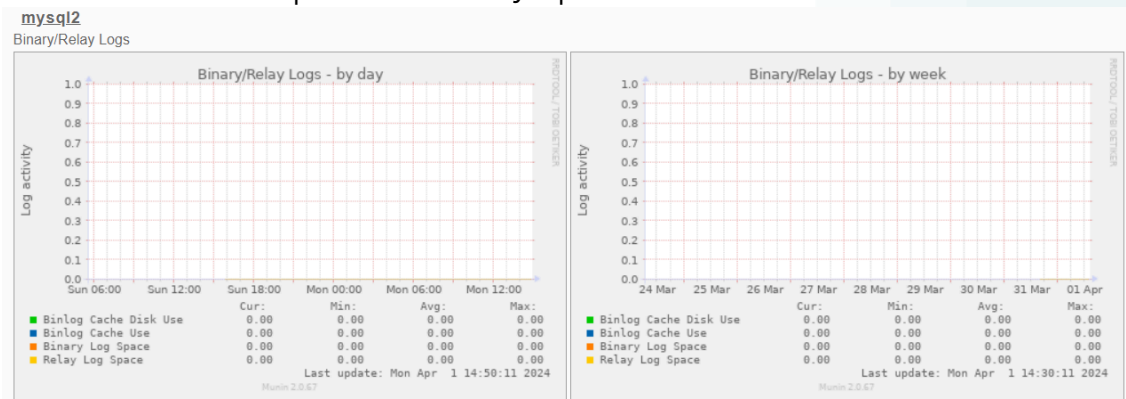 mysql2
Binary/Relay Logs
Binary/Relay Logs - by day
RRDTOOL / TOBI OETIKER
Log activity
1.0
0.9
0.8
0.7
0.6
0.5
0.4
0.3
0.2
0.1
0.0
Sun 06:00 Sun 12:00 Sun 18:00 Mon 00:00 Mon 06:00 Mon 12:00
Cur: Min: Avg: Max:
Binlog Cache Disk Use 0.00 0.00 0.00 0.00
Binlog Cache Use 0.00 0.00 0.00 0.00
Binary Log Space 0.00 0.00 0.00 0.00
Relay Log Space 0.00 0.00 0.00 0.00
Last update: Mon Apr 1 14:50:11 2024
Munin 2.0.67
Binary/Relay Logs - by week
RRDTOOL / TOBI OETIKER
Log activity
1.0
0.9
0.8
0.7
0.6
0.5
0.4
0.3
0.2
0.1
0.0
24 Mar 25 Mar 26 Mar 27 Mar 28 Mar 29 Mar 30 Mar 31 Mar 01 Apr
Cur: Min: Avg: Max:
Binlog Cache Disk Use 0.00 0.00 0.00 0.00
Binlog Cache Use 0.00 0.00 0.00 0.00
Binary Log Space 0.00 0.00 0.00 0.00
Relay Log Space 0.00 0.00 0.00 0.00
Last update: Mon Apr 1 14:30:11 2024
Munin 2.0.67